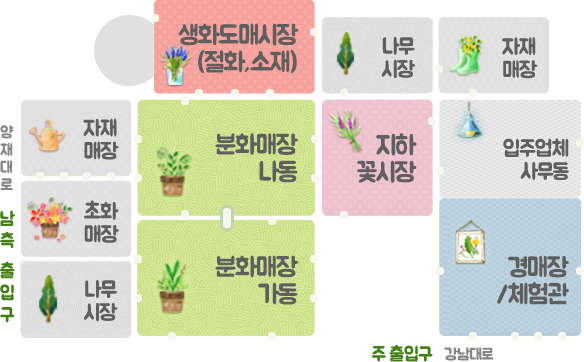 생화도매시장
(절화,소재)
나무
시장
자재
매장
자재
매장
분화매장
나동
지하
꽃시장
입주업체
사무동
양재대로
초화
매장
남측 출입구
나무
시장
분화매장
가동
경매장
/체험관
주 출입구 강남대로